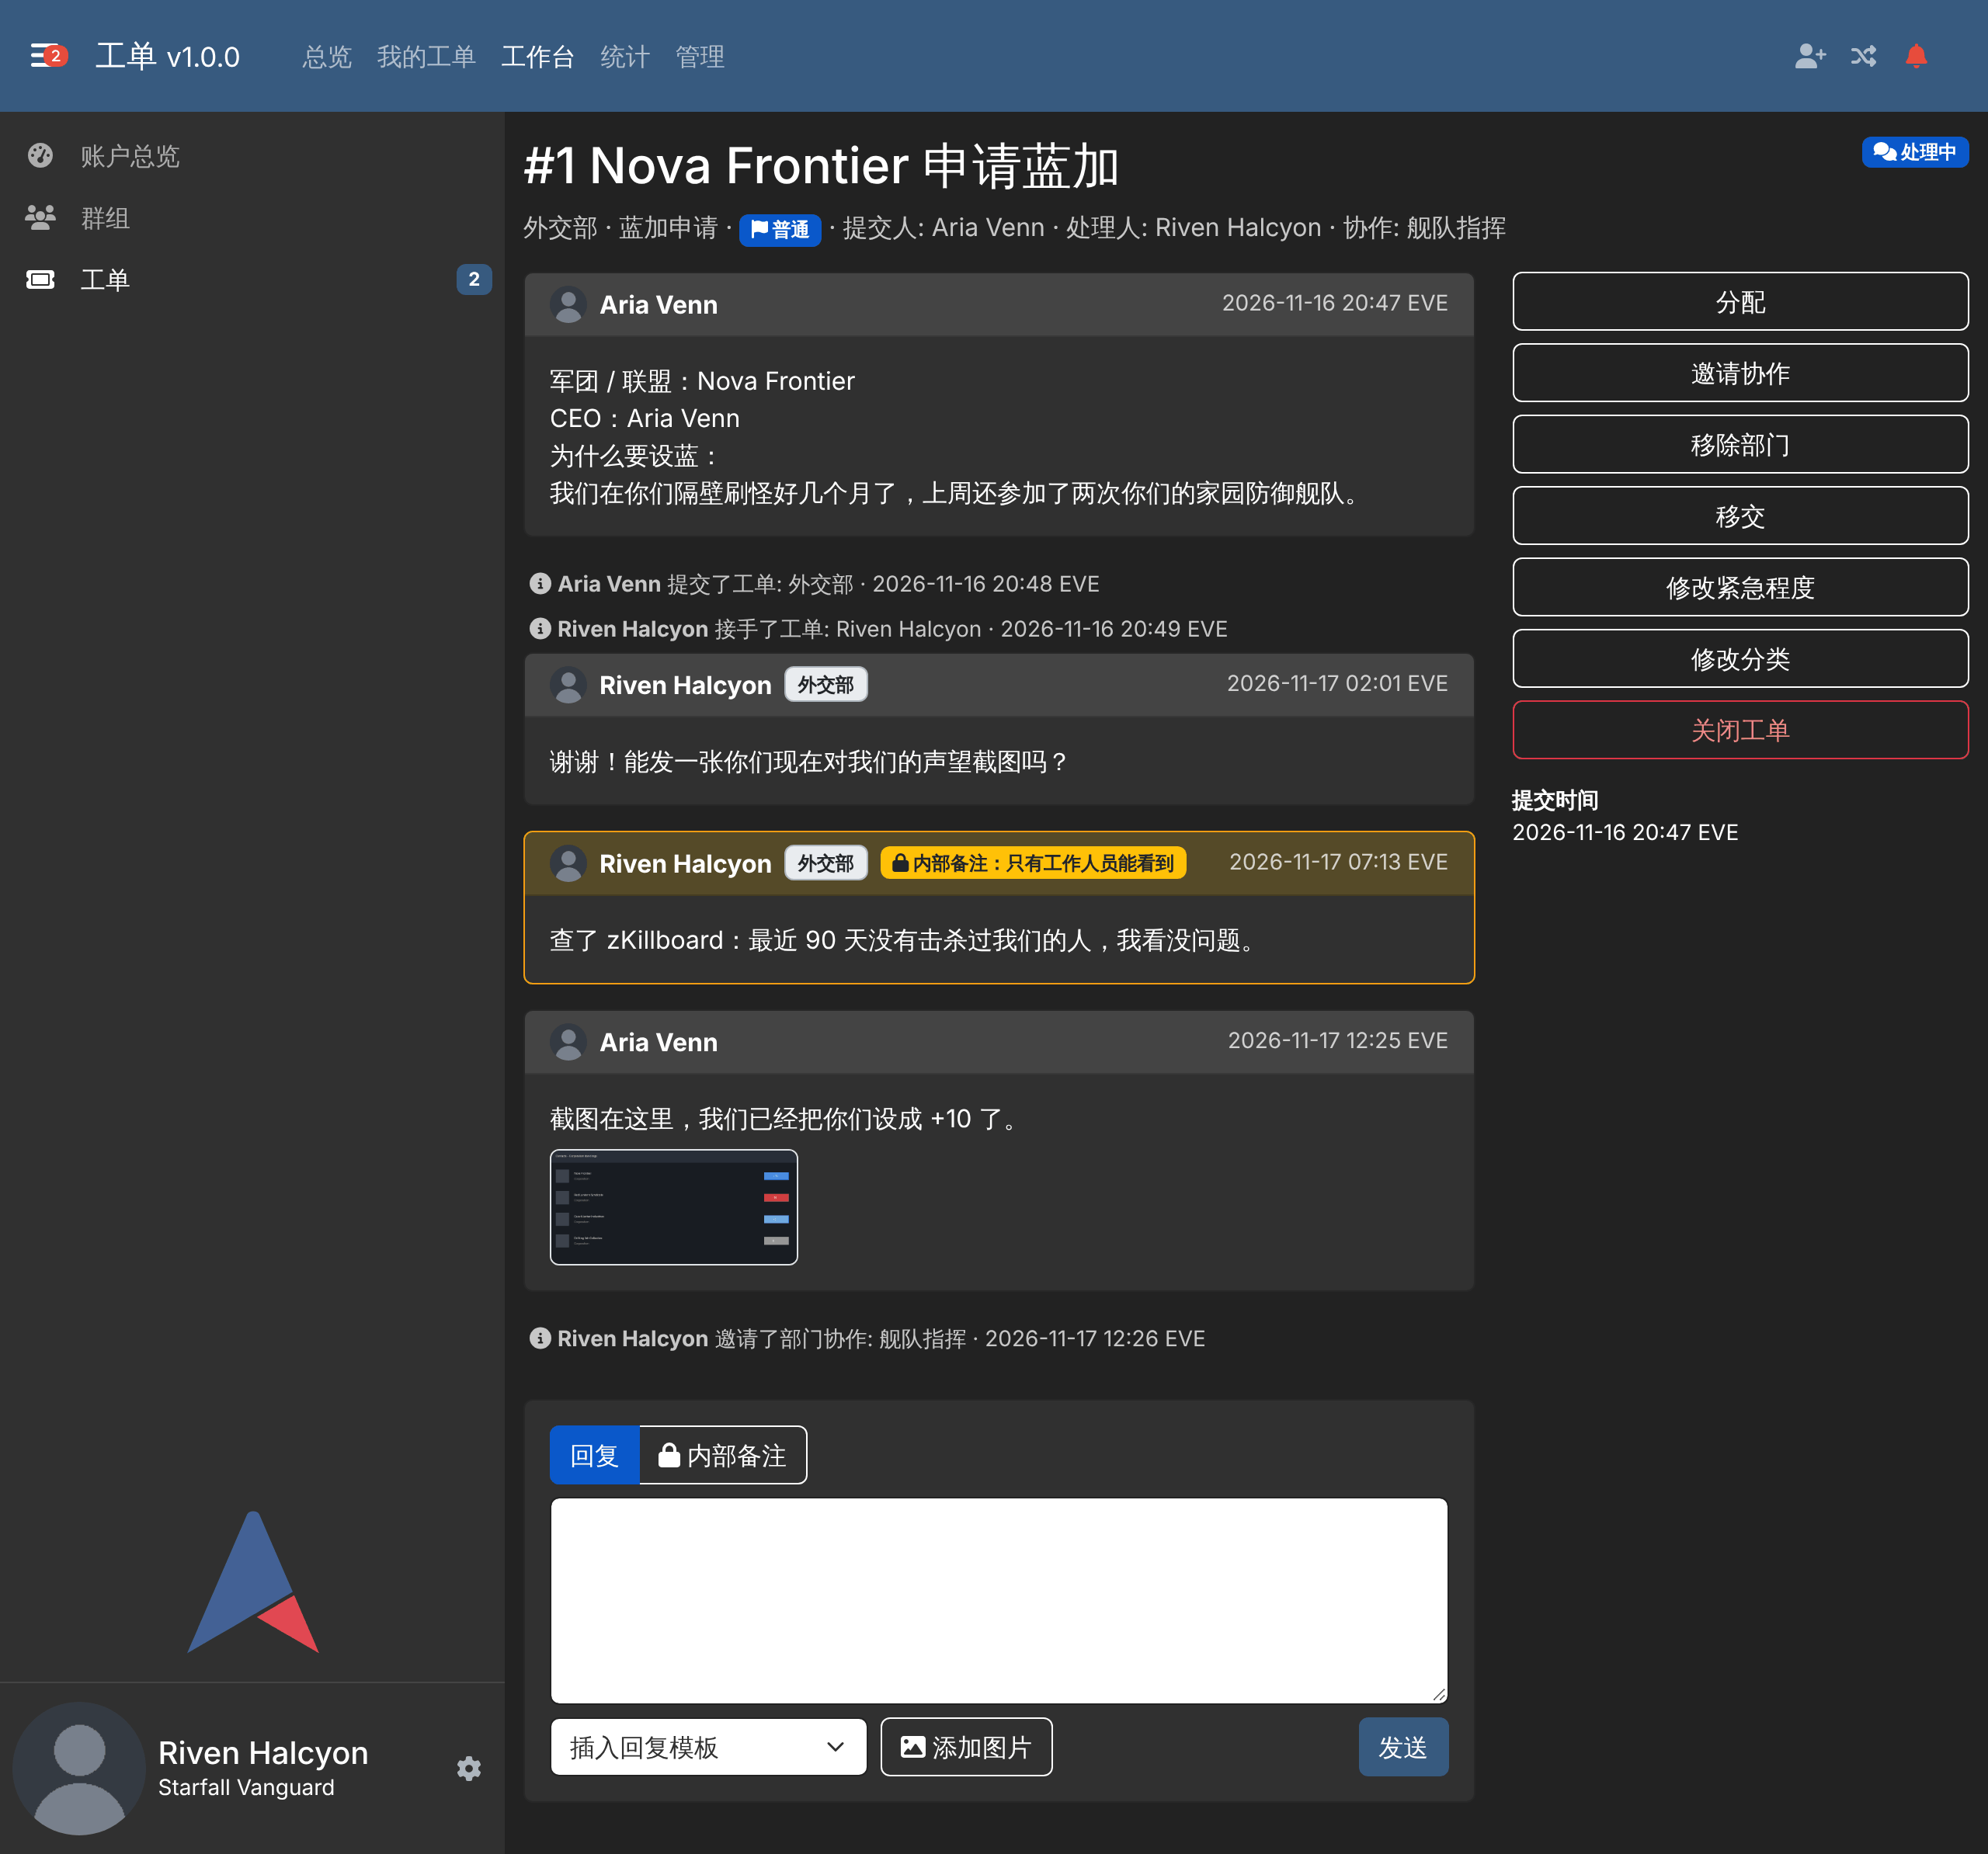 2
工单 v1.0.0
总览 我的工单 工作台 统计 管理
账户总览
群组
工单 2
#1 Nova Frontier 申请蓝加
处理中
外交部 · 蓝加申请 · 普通 · 提交人: Aria Venn · 处理人: Riven Halcyon · 协作: 舰队指挥
Aria Venn 2026-11-16 20:47 EVE
军团 / 联盟：Nova Frontier
CEO：Aria Venn
为什么要设蓝：
我们在你们隔壁刷怪好几个月了，上周还参加了两次你们的家园防御舰队。
Aria Venn 提交了工单: 外交部 · 2026-11-16 20:48 EVE
Riven Halcyon 接手了工单: Riven Halcyon · 2026-11-16 20:49 EVE
Riven Halcyon 外交部 2026-11-17 02:01 EVE
谢谢！能发一张你们现在对我们的声望截图吗？
Riven Halcyon 外交部 内部备注：只有工作人员能看到 2026-11-17 07:13 EVE
查了 zKillboard：最近 90 天没有击杀过我们的人，我看没问题。
Aria Venn 2026-11-17 12:25 EVE
截图在这里，我们已经把你们设成 +10 了。
Riven Halcyon 邀请了部门协作: 舰队指挥 · 2026-11-17 12:26 EVE
回复 内部备注
插入回复模板 添加图片 发送
分配
邀请协作
移除部门
移交
修改紧急程度
修改分类
关闭工单
提交时间
2026-11-16 20:47 EVE
Riven Halcyon
Starfall Vanguard